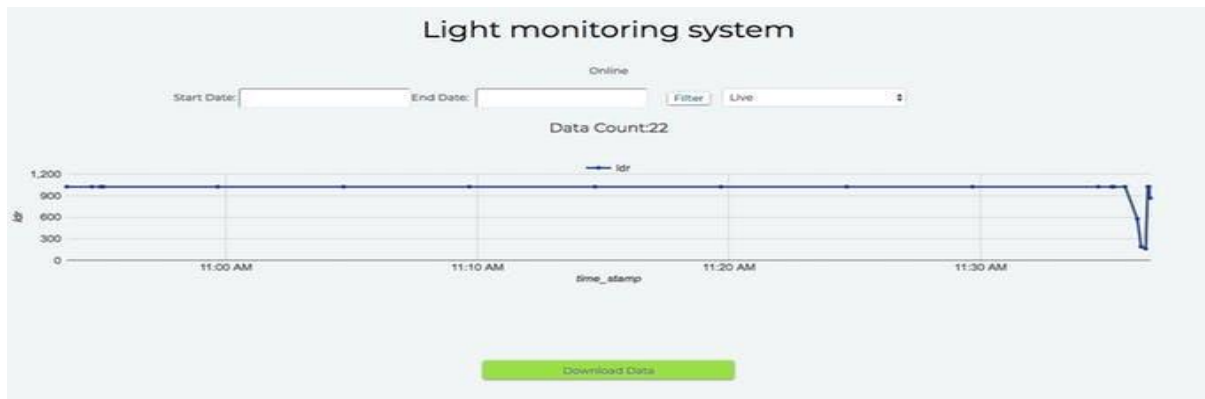 Light monitoring system
Online
Start Date: End Date: Filter Live
Data Count:22
ldr
1,200
900
600
300
0
ldr
11:00 AM 11:10 AM 11:20 AM 11:30 AM
time_stamp
Download Data